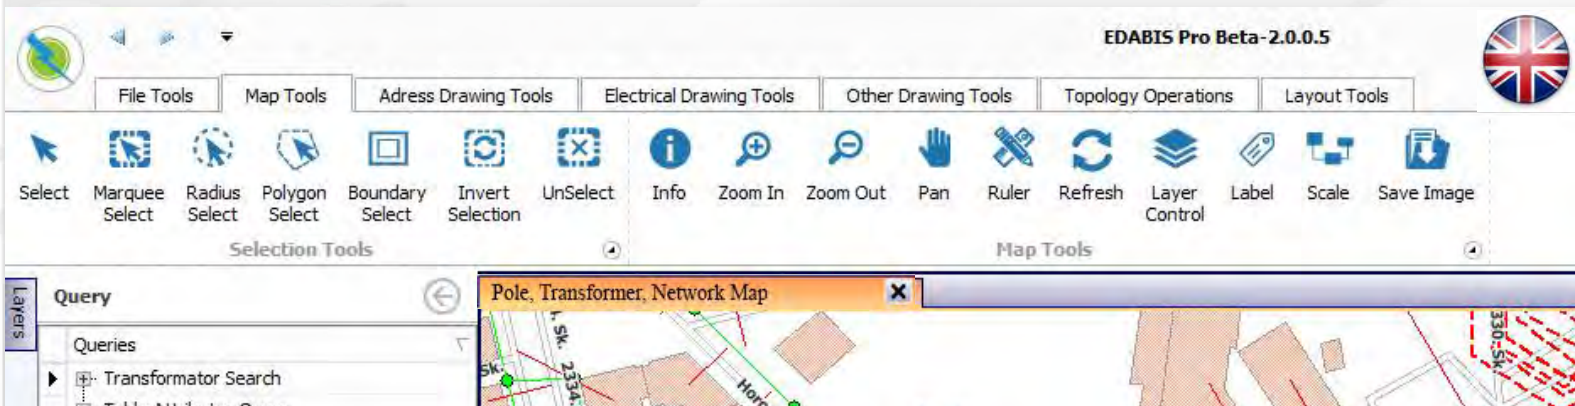 EDABIS Pro Beta-2.0.0.5
File Tools Map Tools Adress Drawing Tools Electrical Drawing Tools Other Drawing Tools Topology Operations Layout Tools
Select Marquee Select Radius Select Polygon Select Boundary Select Invert Selection UnSelect Info Zoom In Zoom Out Pan Ruler Refresh Layer Control Label Scale Save Image
Selection Tools Map Tools
Layers
Query
Pole, Transformer, Network Map
Queries
Transformator Search
Sk.
2334.
Sk.
330.Sk.